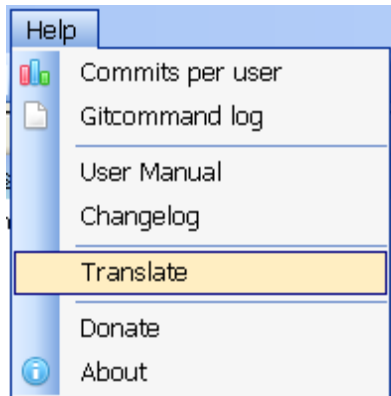 Help
Commits per user
Gitcommand log
User Manual
Changelog
Translate
Donate
About